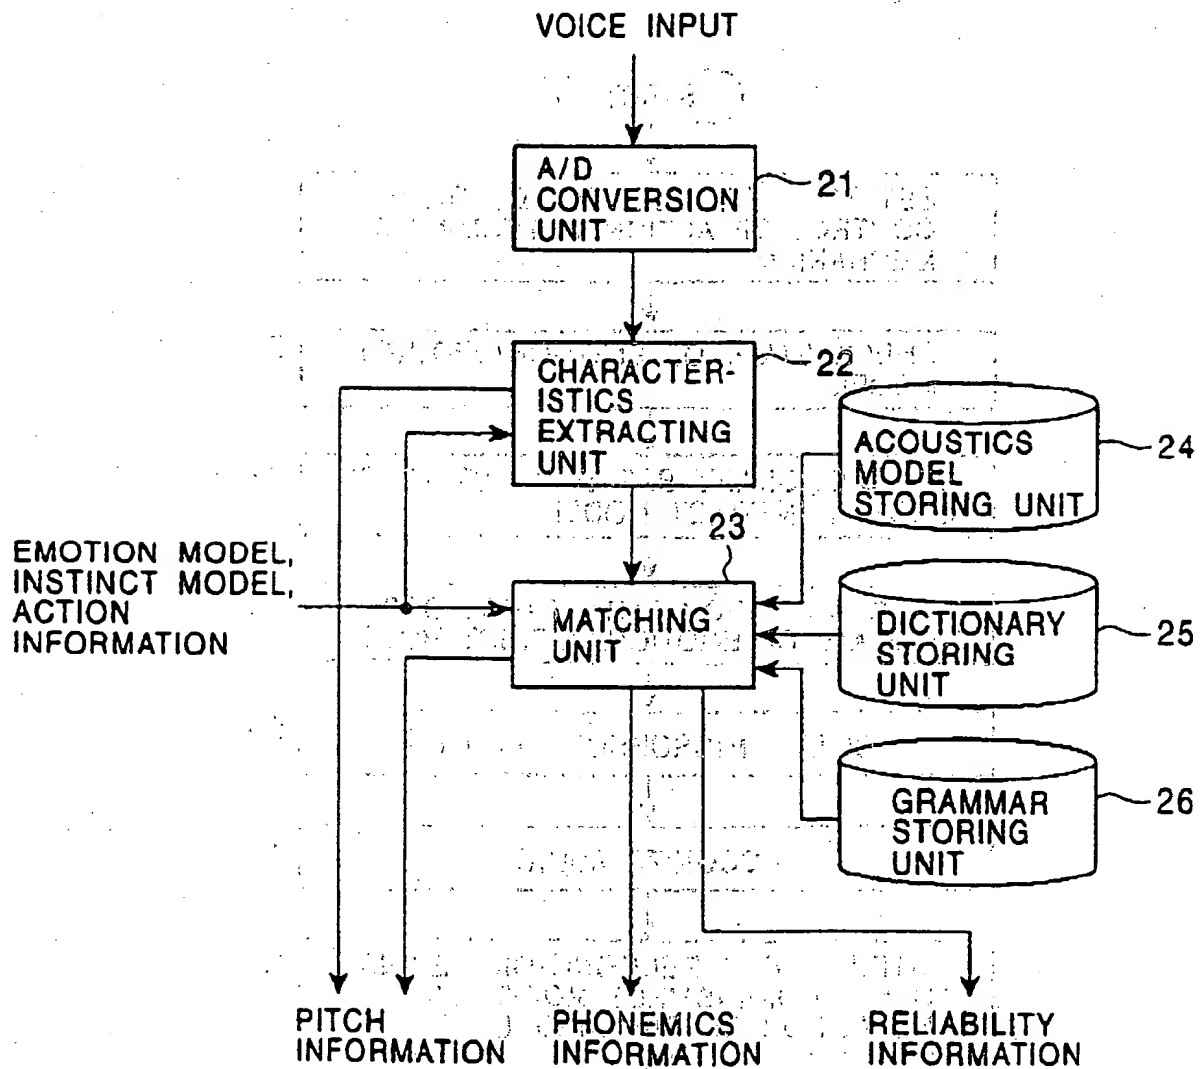 VOICE INPUT
A/D
CONVERSION
UNIT
21
CHARACTER-
ISTICS
EXTRACTING
UNIT
22
ACOUSTICS
MODEL
STORING UNIT
24
23
EMOTION MODEL,
INSTINCT MODEL,
ACTION
INFORMATION
MATCHING
UNIT
DICTIONARY
STORING
UNIT
25
GRAMMAR
STORING
UNIT
26
PITCH
INFORMATION
PHONEMICS
INFORMATION
RELIABILITY
INFORMATION